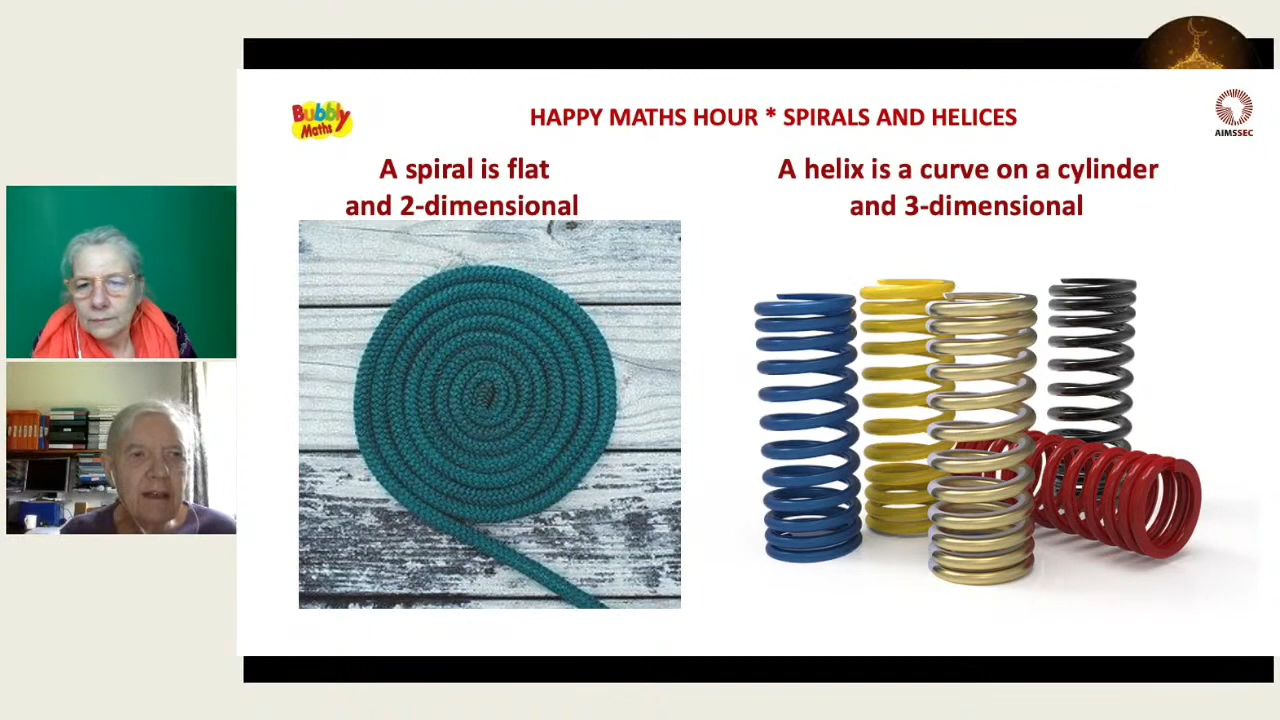 Bubbly
Maths
HAPPY MATHS HOUR * SPIRALS AND HELICES
AIMSSEC
A spiral is flat
and 2-dimensional
A helix is a curve on a cylinder
and 3-dimensional